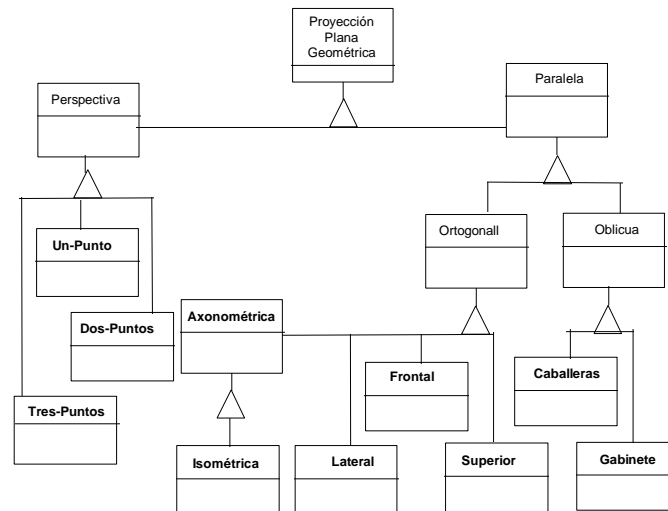 Proyección
Plana
Geométrica
Paralela
Perspectiva
Ortogonall
Oblicua
Un-Punto
Axonométrica
Dos-Puntos
Frontal
Caballeras
Tres-Puntos
Isométrica
Lateral
Superior
Gabinete